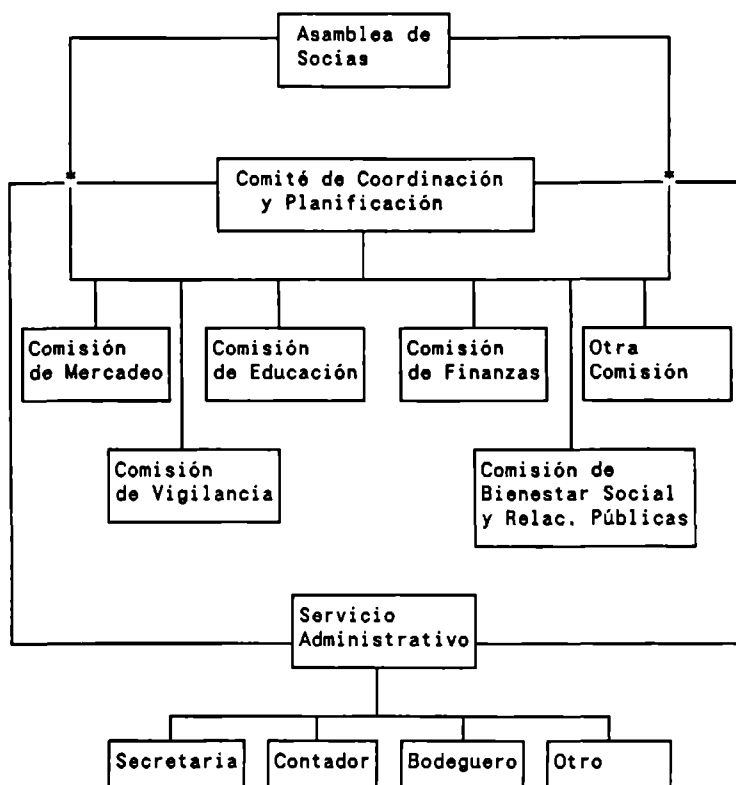 Asamblea de
Socias
*
*
Comité de Coordinación
y Planificación
Comisión
de Mercadeo
Comisión
de Educación
Comisión
de Finanzas
Otra
Comisión
Comisión
de Vigilancia
Comisión de
Bienestar Social
y Relac. Públicas
Servicio
Administrativo
Secretaria
Contador
Bodeguero
Otro